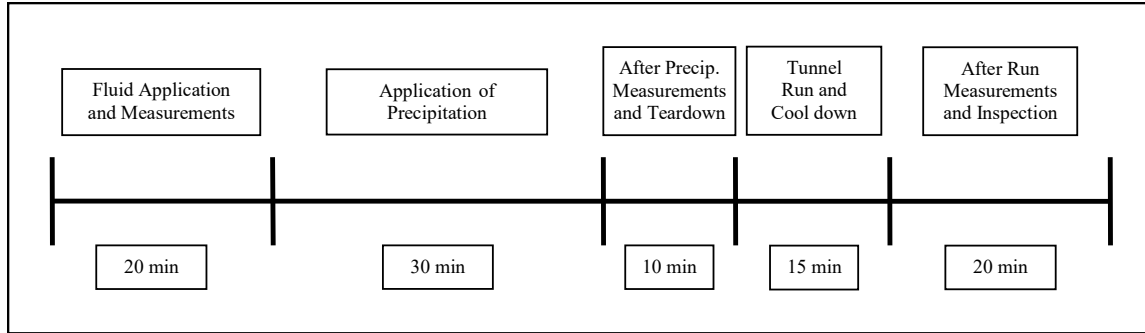 Fluid Application
and Measurements
Application of
Precipitation
After Precip.
Measurements
and Teardown
Tunnel
Run and
Cool down
After Run
Measurements
and Inspection
20 min
30 min
10 min
15 min
20 min